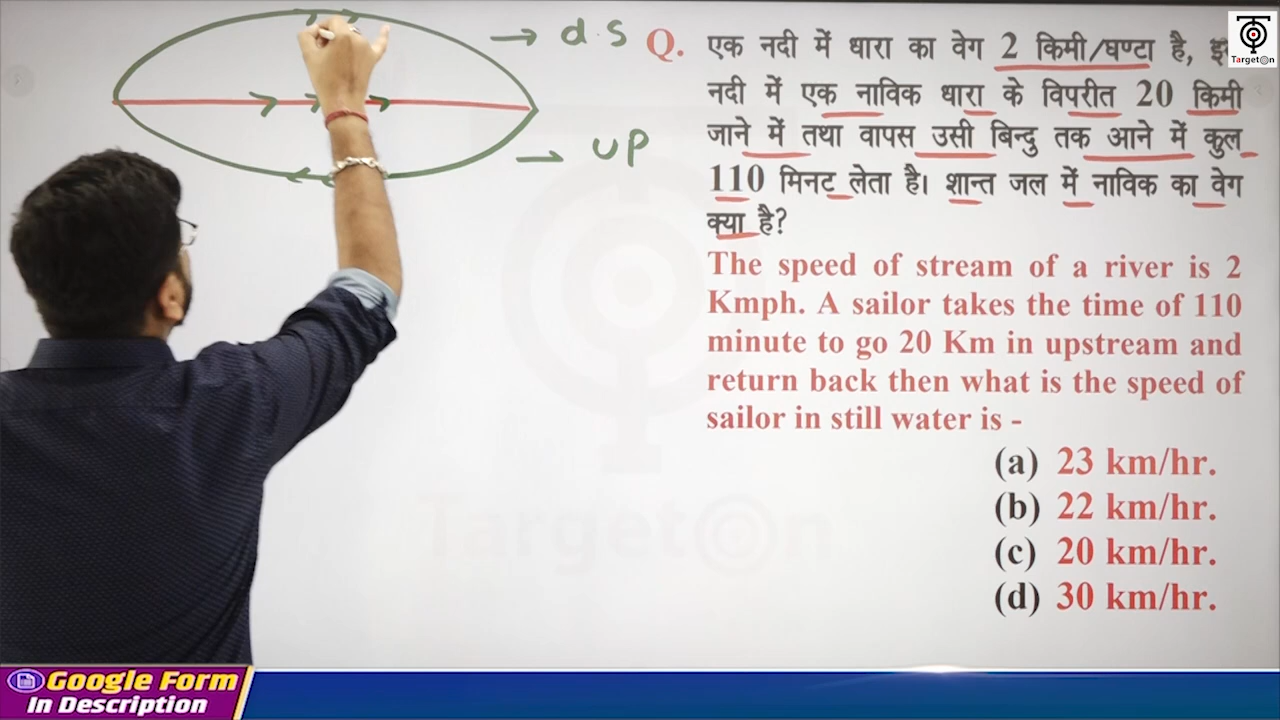 d.s
up
TargetOn
Q. एक नदी में धारा का वेग 2 किमी/घण्टा है,
नदी में एक नाविक धारा के विपरीत 20 किमी
जाने में तथा वापस उसी बिन्दु तक आने में कुल
110 मिनट लेता है। शान्त जल में नाविक का वेग
क्या है?
The speed of stream of a river is 2
Kmph. A sailor takes the time of 110
minute to go 20 Km in upstream and
return back then what is the speed of
sailor in still water is -
(a) 23 km/hr.
(b) 22 km/hr.
(c) 20 km/hr.
(d) 30 km/hr.
TargetOn
Google Form
In Description